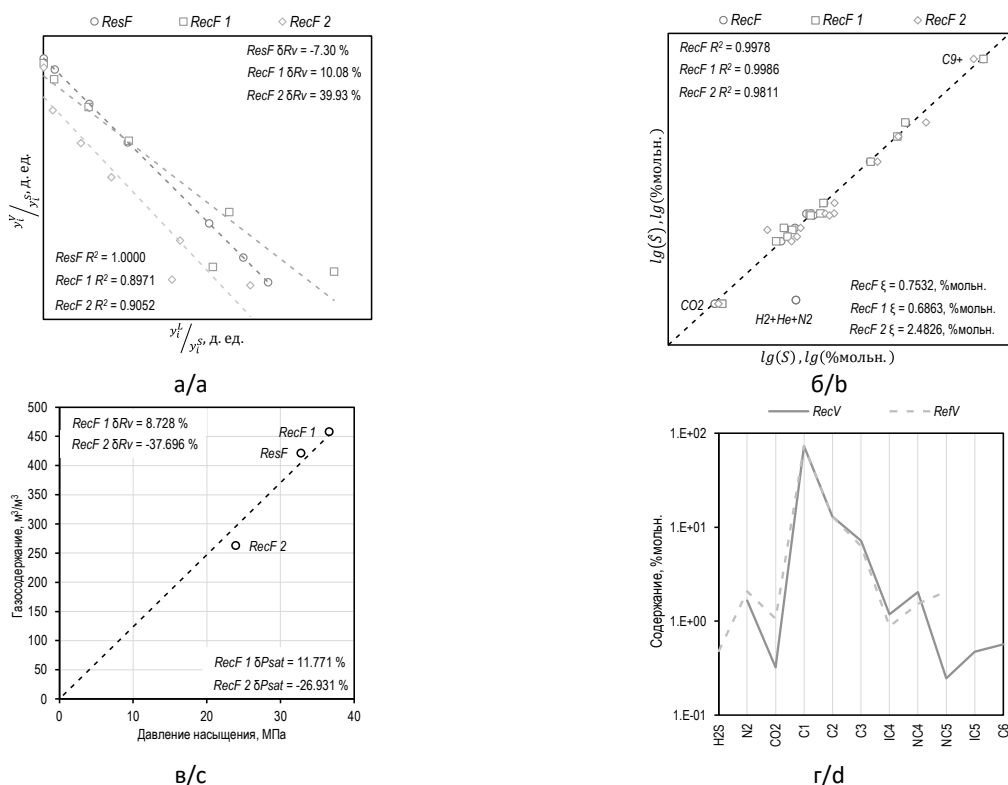 ResF RecF 1 RecF 2
ResF δRv = -7.30 %
RecF 1 δRv = 10.08 %
RecF 2 δRv = 39.93 %
y_i^V/y_i^S, д. ед.
ResF R² = 1.0000
RecF 1 R² = 0.8971
RecF 2 R² = 0.9052
y_i^L/y_i^S, д. ед.
а/a
RecF RecF 1 RecF 2
RecF R² = 0.9978
RecF 1 R² = 0.9986
RecF 2 R² = 0.9811
C9+
lg(Ŝ), lg(%мольн.)
CO2
H2+He+N2
RecF ξ = 0.7532, %мольн.
RecF 1 ξ = 0.6863, %мольн.
RecF 2 ξ = 2.4826, %мольн.
lg(S), lg(%мольн.)
б/b
500
450
400
350
300
250
200
150
100
50
0
Газосодержание, м³/м³
RecF 1 δRv = 8.728 %
RecF 2 δRv = -37.696 %
RecF 1
ResF
RecF 2
RecF 1 δPsat = 11.771 %
RecF 2 δPsat = -26.931 %
0 10 20 30 40
Давление насыщения, МПа
в/c
RecV RefV
1.E+02
1.E+01
1.E+00
1.E-01
Содержание, %мольн.
H2S
N2
CO2
C1
C2
C3
IC4
NC4
NC5
IC5
C6
г/d